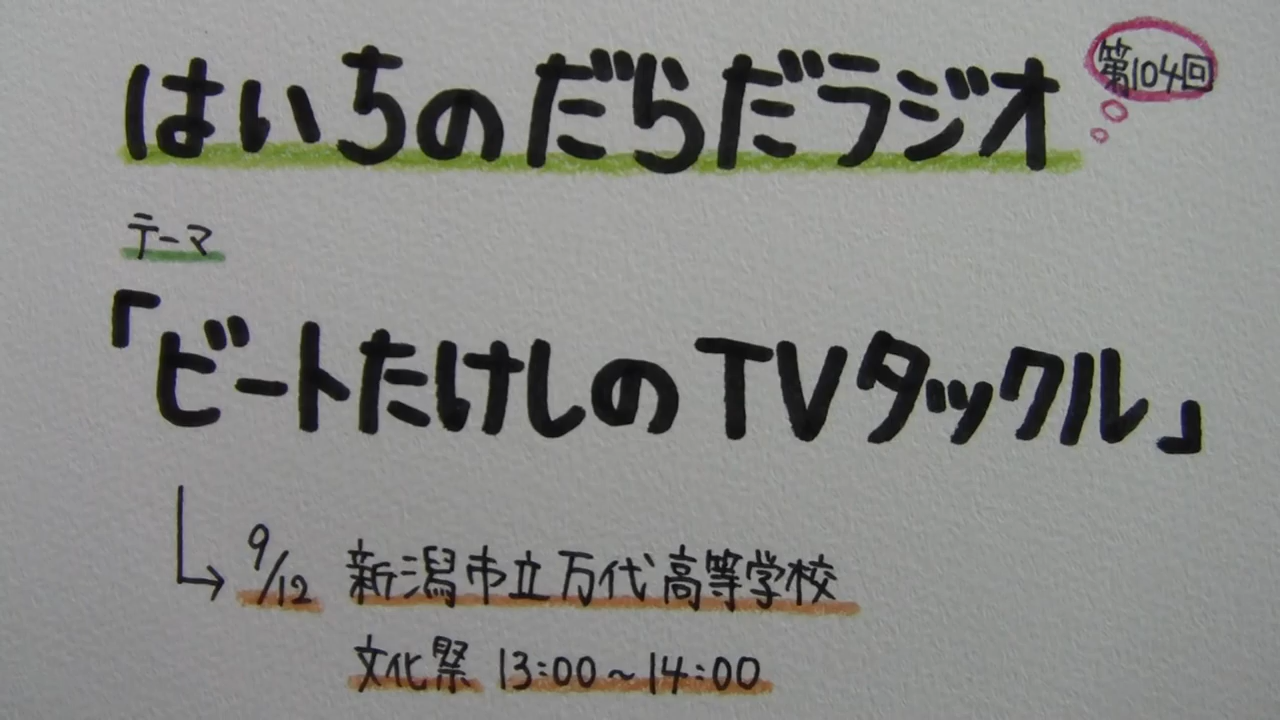 はいちのだらだラジオ 第104回
テーマ
「ビートたけしのTVタックル」
9/12 新潟市立万代高等学校
文化祭 13:00～14:00